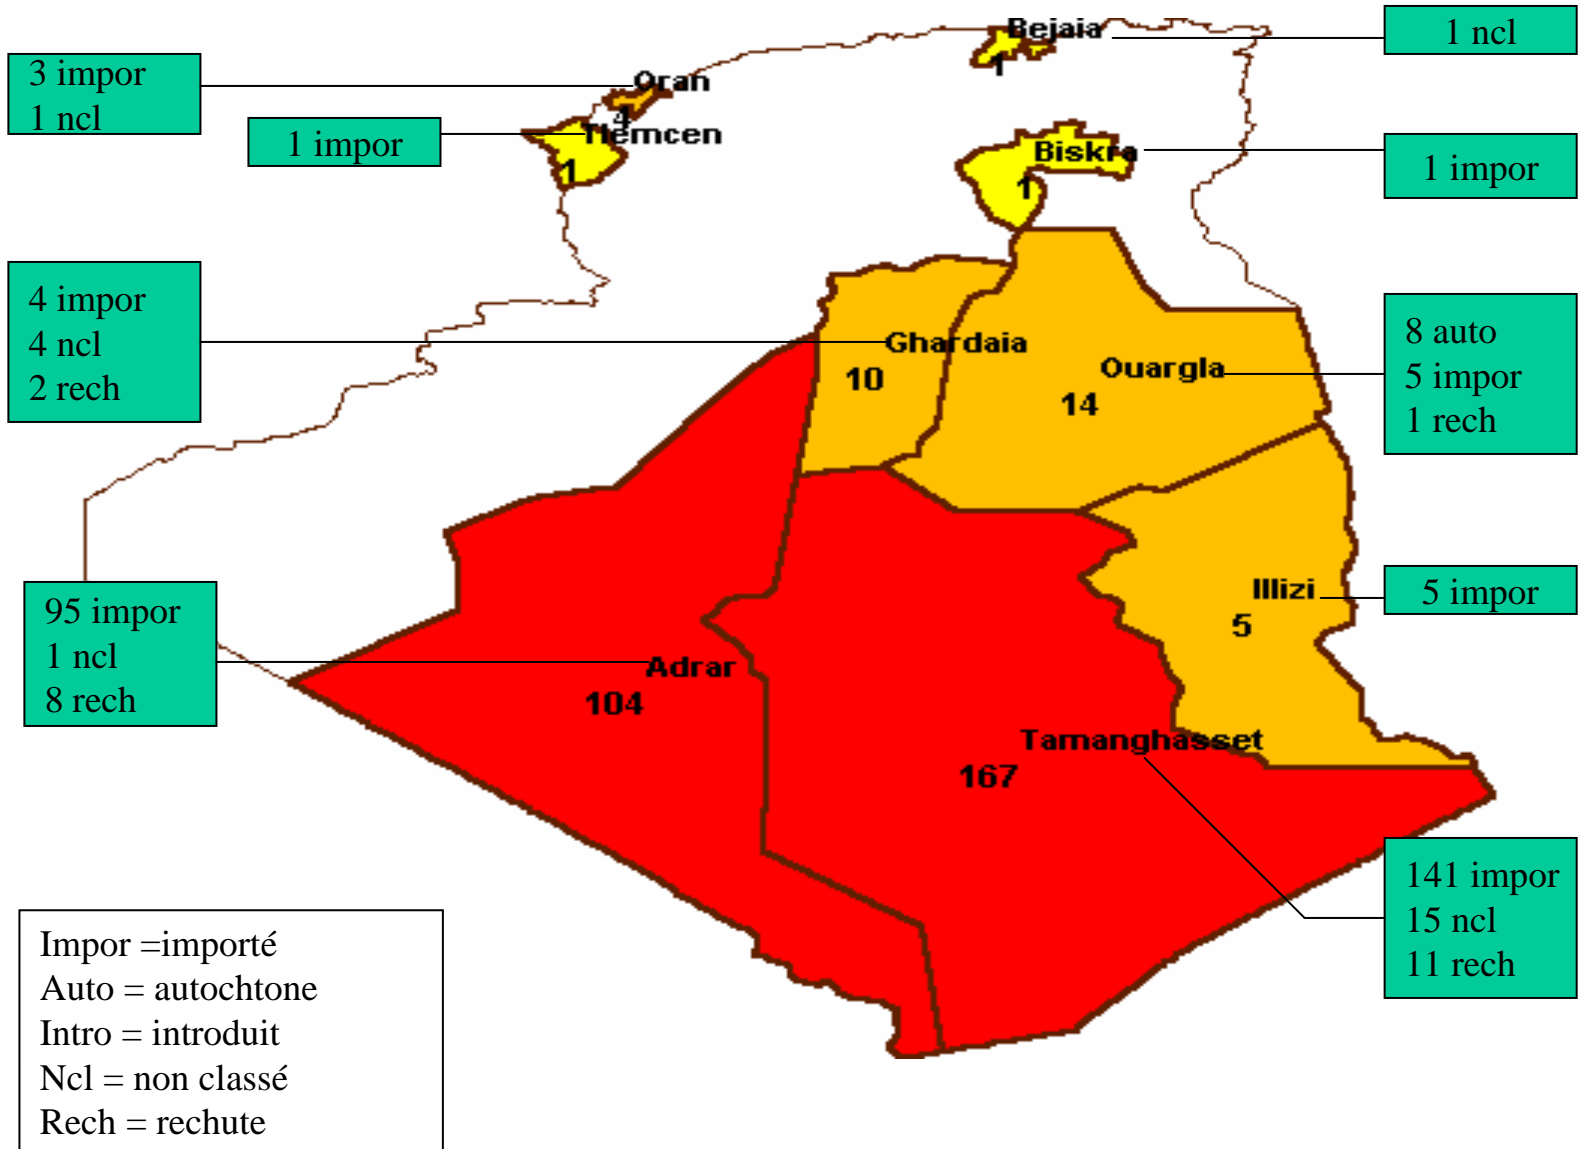 Bejaia
1
1 ncl
3 impor
1 ncl
Oran
4
1 impor
Tlemcen
1
Biskra
1
1 impor
4 impor
4 ncl
2 rech
Ghardaia
10
Ouargla
14
8 auto
5 impor
1 rech
Illizi
5
5 impor
95 impor
1 ncl
8 rech
Adrar
104
Tamanghasset
167
141 impor
15 ncl
11 rech
Impor =importé
Auto = autochtone
Intro = introduit
Ncl = non classé
Rech = rechute